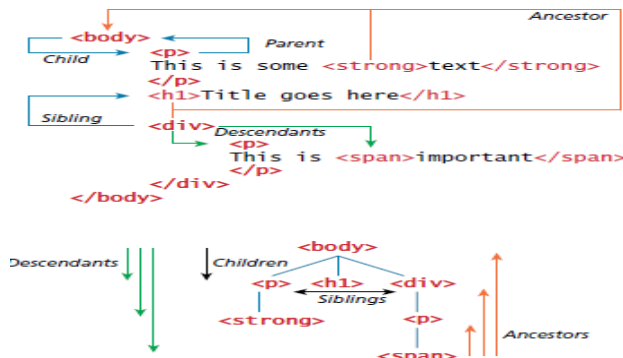 Ancestor
<body>
Parent
<p>
Child
This is some <strong>text</strong>
</p>
<h1>Title goes here</h1>
Sibling
<div>
Descendants
<p>
This is <span>important</span>
</p>
</div>
</body>
<body>
Descendants
Children
<p> <h1> <div>
Siblings
<strong>
<p>
Ancestors
<span>